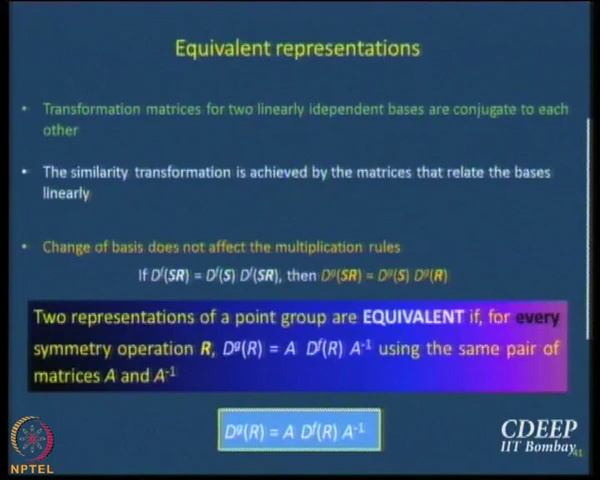 Equivalent representations
• Transformation matrices for two linearly idependent bases are conjugate to each
other
• The similarity transformation is achieved by the matrices that relate the bases
linearly
• Change of basis does not affect the multiplication rules
If Dᶠ(SR) = Dᶠ(S) Dᶠ(SR), then Dᵍ(SR) = Dᵍ(S) Dᵍ(R)
Two representations of a point group are EQUIVALENT if, for every
symmetry operation R, Dᵍ(R) = A Dᶠ(R) A⁻¹ using the same pair of
matrices A and A⁻¹
Dᵍ(R) = A Dᶠ(R) A⁻¹
NPTEL
CDEEP
IIT Bombay
41